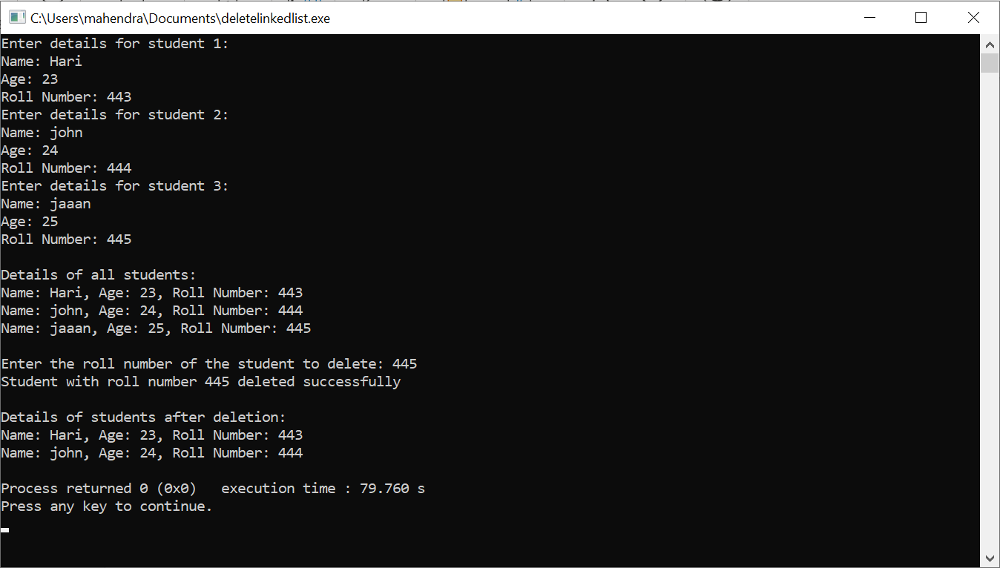 C:\Users\mahendra\Documents\deletelinkedlist.exe
Enter details for student 1:
Name: Hari
Age: 23
Roll Number: 443
Enter details for student 2:
Name: john
Age: 24
Roll Number: 444
Enter details for student 3:
Name: jaaan
Age: 25
Roll Number: 445
Details of all students:
Name: Hari, Age: 23, Roll Number: 443
Name: john, Age: 24, Roll Number: 444
Name: jaaan, Age: 25, Roll Number: 445
Enter the roll number of the student to delete: 445
Student with roll number 445 deleted successfully
Details of students after deletion:
Name: Hari, Age: 23, Roll Number: 443
Name: john, Age: 24, Roll Number: 444
Process returned 0 (0x0)   execution time : 79.760 s
Press any key to continue.